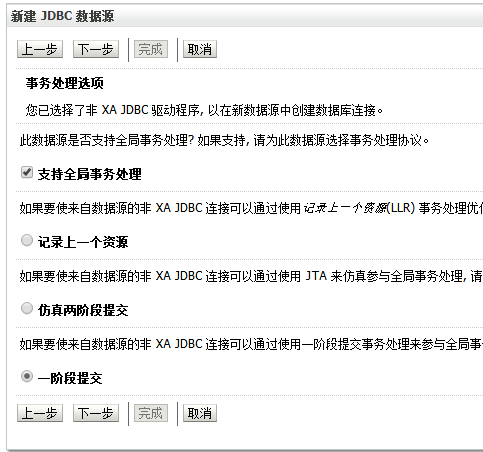 新建 JDBC 数据源
上一步 下一步 完成 取消
事务处理选项
您已选择了非 XA JDBC 驱动程序, 以在新数据源中创建数据库连接。
此数据源是否支持全局事务处理? 如果支持, 请为此数据源选择事务处理协议。
支持全局事务处理
如果要使来自数据源的非 XA JDBC 连接可以通过使用记录上一个资源(LLR) 事务处理优
记录上一个资源
如果要使来自数据源的非 XA JDBC 连接可以通过使用 JTA 来仿真参与全局事务处理, 请
仿真两阶段提交
如果要使来自数据源的非 XA JDBC 连接可以通过使用一阶段提交事务处理来参与全局事
一阶段提交
上一步 下一步 完成 取消